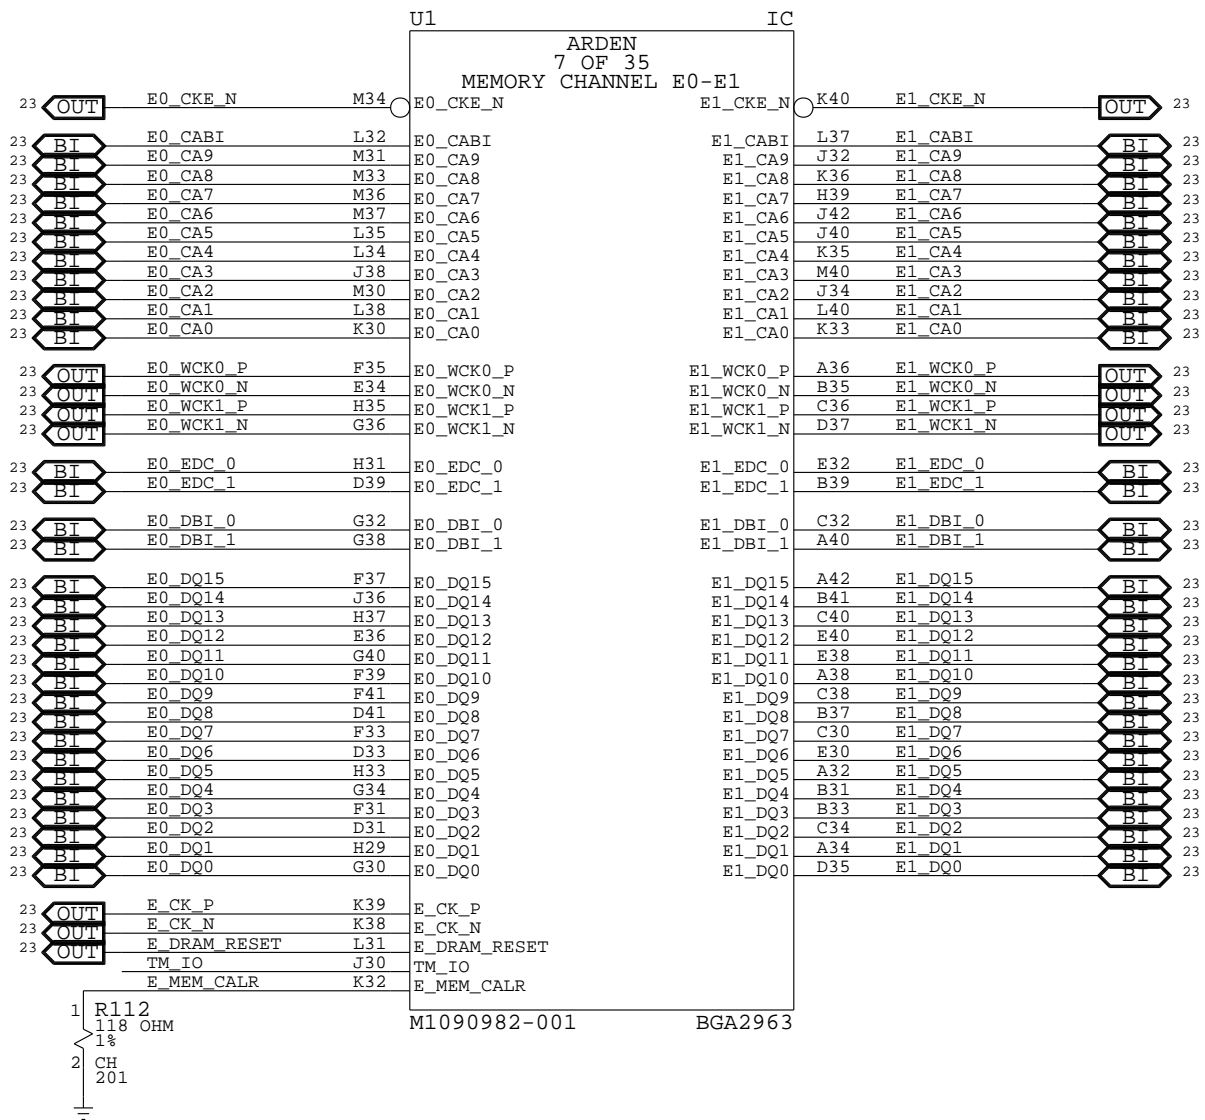 U1 IC
ARDEN
7 OF 35
MEMORY CHANNEL E0-E1
23 OUT E0_CKE_N M34 E0_CKE_N E1_CKE_N K40 E1_CKE_N OUT 23
23 BI E0_CABI L32 E0_CABI E1_CABI L37 E1_CABI BI 23
23 BI E0_CA9 M31 E0_CA9 E1_CA9 J32 E1_CA9 BI 23
23 BI E0_CA8 M33 E0_CA8 E1_CA8 K36 E1_CA8 BI 23
23 BI E0_CA7 M36 E0_CA7 E1_CA7 H39 E1_CA7 BI 23
23 BI E0_CA6 M37 E0_CA6 E1_CA6 J42 E1_CA6 BI 23
23 BI E0_CA5 L35 E0_CA5 E1_CA5 J40 E1_CA5 BI 23
23 BI E0_CA4 L34 E0_CA4 E1_CA4 K35 E1_CA4 BI 23
23 BI E0_CA3 J38 E0_CA3 E1_CA3 M40 E1_CA3 BI 23
23 BI E0_CA2 M30 E0_CA2 E1_CA2 J34 E1_CA2 BI 23
23 BI E0_CA1 L38 E0_CA1 E1_CA1 L40 E1_CA1 BI 23
23 BI E0_CA0 K30 E0_CA0 E1_CA0 K33 E1_CA0 BI 23
23 OUT E0_WCK0_P F35 E0_WCK0_P E1_WCK0_P A36 E1_WCK0_P OUT 23
23 OUT E0_WCK0_N E34 E0_WCK0_N E1_WCK0_N B35 E1_WCK0_N OUT 23
23 OUT E0_WCK1_P H35 E0_WCK1_P E1_WCK1_P C36 E1_WCK1_P OUT 23
23 OUT E0_WCK1_N G36 E0_WCK1_N E1_WCK1_N D37 E1_WCK1_N OUT 23
23 BI E0_EDC_0 H31 E0_EDC_0 E1_EDC_0 E32 E1_EDC_0 BI 23
23 BI E0_EDC_1 D39 E0_EDC_1 E1_EDC_1 B39 E1_EDC_1 BI 23
23 BI E0_DBI_0 G32 E0_DBI_0 E1_DBI_0 C32 E1_DBI_0 BI 23
23 BI E0_DBI_1 G38 E0_DBI_1 E1_DBI_1 A40 E1_DBI_1 BI 23
23 BI E0_DQ15 F37 E0_DQ15 E1_DQ15 A42 E1_DQ15 BI 23
23 BI E0_DQ14 J36 E0_DQ14 E1_DQ14 B41 E1_DQ14 BI 23
23 BI E0_DQ13 H37 E0_DQ13 E1_DQ13 C40 E1_DQ13 BI 23
23 BI E0_DQ12 E36 E0_DQ12 E1_DQ12 E40 E1_DQ12 BI 23
23 BI E0_DQ11 G40 E0_DQ11 E1_DQ11 E38 E1_DQ11 BI 23
23 BI E0_DQ10 F39 E0_DQ10 E1_DQ10 A38 E1_DQ10 BI 23
23 BI E0_DQ9 F41 E0_DQ9 E1_DQ9 C38 E1_DQ9 BI 23
23 BI E0_DQ8 D41 E0_DQ8 E1_DQ8 B37 E1_DQ8 BI 23
23 BI E0_DQ7 F33 E0_DQ7 E1_DQ7 C30 E1_DQ7 BI 23
23 BI E0_DQ6 D33 E0_DQ6 E1_DQ6 E30 E1_DQ6 BI 23
23 BI E0_DQ5 H33 E0_DQ5 E1_DQ5 A32 E1_DQ5 BI 23
23 BI E0_DQ4 G34 E0_DQ4 E1_DQ4 B31 E1_DQ4 BI 23
23 BI E0_DQ3 F31 E0_DQ3 E1_DQ3 B33 E1_DQ3 BI 23
23 BI E0_DQ2 D31 E0_DQ2 E1_DQ2 C34 E1_DQ2 BI 23
23 BI E0_DQ1 H29 E0_DQ1 E1_DQ1 A34 E1_DQ1 BI 23
23 BI E0_DQ0 G30 E0_DQ0 E1_DQ0 D35 E1_DQ0 BI 23
23 OUT E_CK_P K39 E_CK_P
23 OUT E_CK_N K38 E_CK_N
23 OUT E_DRAM_RESET L31 E_DRAM_RESET
TM_IO J30 TM_IO
E_MEM_CALR K32 E_MEM_CALR
1 R112
118 OHM
1%
2 CH
201
M1090982-001 BGA2963